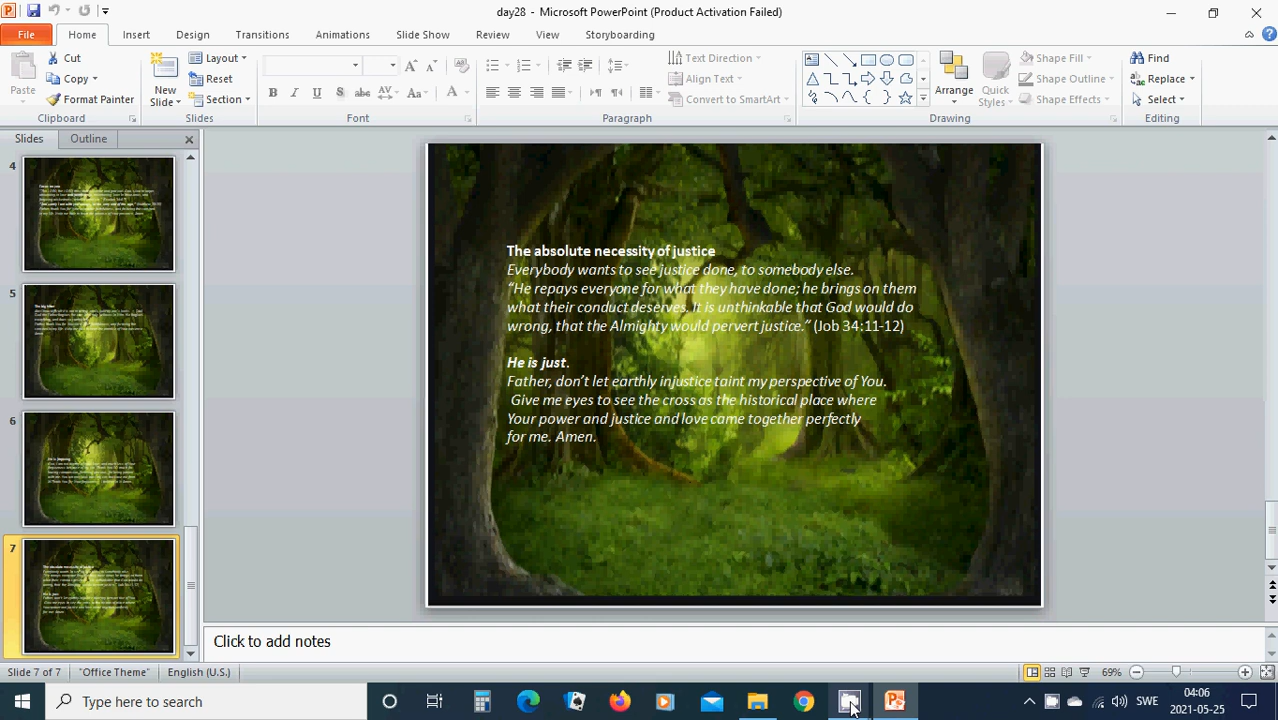 day28 - Microsoft PowerPoint (Product Activation Failed)
File Home Insert Design Transitions Animations Slide Show Review View Storyboarding
Paste
Cut
Copy
Format Painter
Clipboard
New Slide
Layout
Reset
Section
Slides
Font
Text Direction
Align Text
Convert to SmartArt
Paragraph
Arrange
Quick Styles
Shape Fill
Shape Outline
Shape Effects
Drawing
Find
Replace
Select
Editing
Slides Outline
4
5
6
7
The absolute necessity of justice
Everybody wants to see justice done, to somebody else.
“He repays everyone for what they have done; he brings on them
what their conduct deserves. It is unthinkable that God would do
wrong, that the Almighty would pervert justice.” (Job 34:11-12)
He is just.
Father, don’t let earthly injustice taint my perspective of You.
Give me eyes to see the cross as the historical place where
Your power and justice and love came together perfectly
for me. Amen.
Click to add notes
Slide 7 of 7 "Office Theme" English (U.S.) 69%
Type here to search
SWE
04:06
2021-05-25